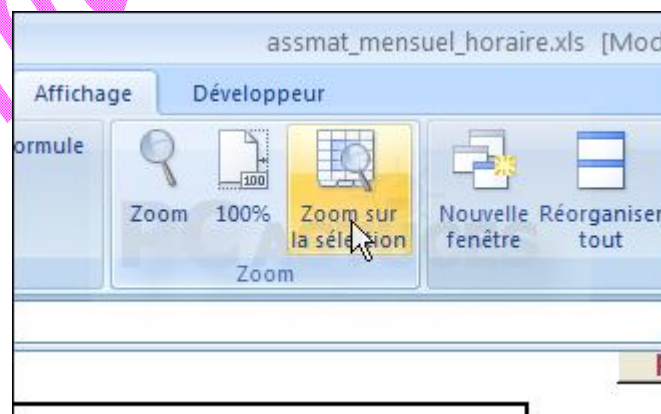 assmat_mensuel_horaire.xls [Mod
Affichage Développeur
ormule
Zoom 100% Zoom sur la sélection
Nouvelle fenêtre Réorganiser tout
100
Zoom